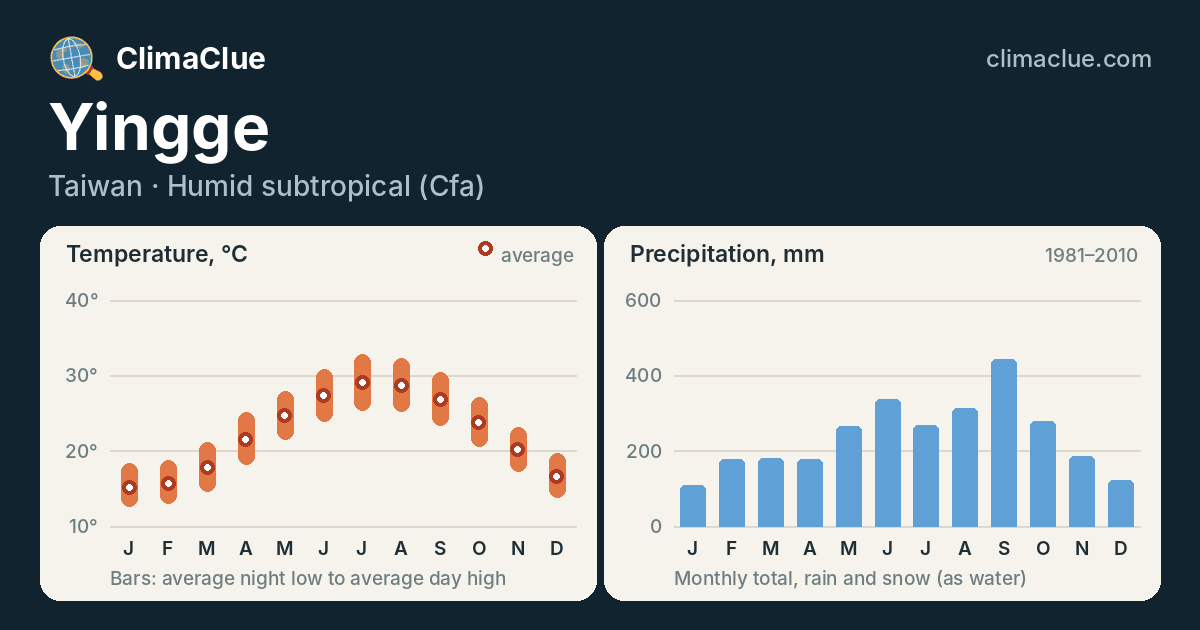 ClimaClue
climaclue.com
Yingge
Taiwan · Humid subtropical (Cfa)
Temperature, °C
average
40°
30°
20°
10°
J F M A M J J A S O N D
Bars: average night low to average day high
Precipitation, mm
1981–2010
600
400
200
0
J F M A M J J A S O N D
Monthly total, rain and snow (as water)